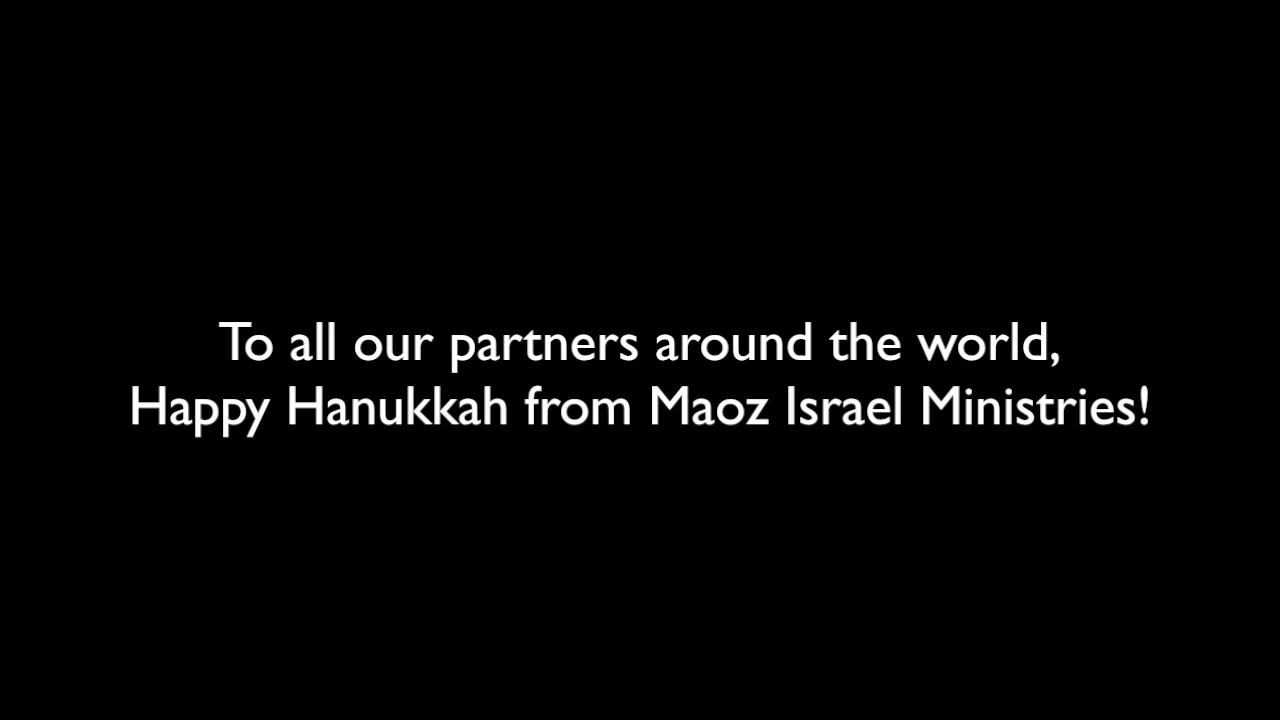 To all our partners around the world,
Happy Hanukkah from Maoz Israel Ministries!